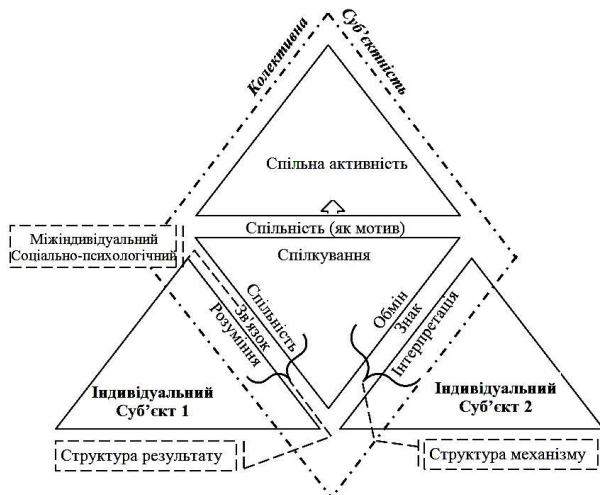 Колективна
Суб’єктність
Спільна активність
Спільність (як мотив)
Міжіндивідуальний
Соціально-психологічний
Спілкування
Спільність
Зв’язок
Розуміння
Обмін
Знак
Інтерпретація
Індивідуальний
Суб’єкт 1
Індивідуальний
Суб’єкт 2
Структура результату
Структура механізму